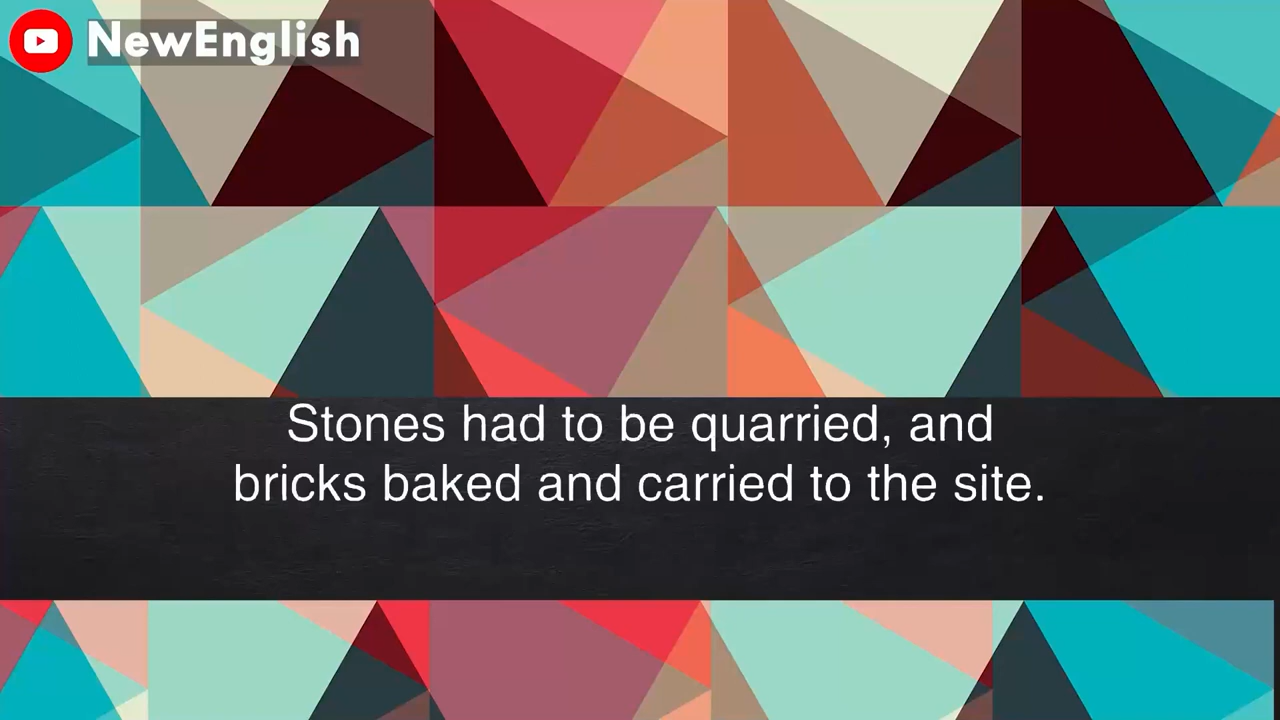 NewEnglish
Stones had to be quarried, and
bricks baked and carried to the site.